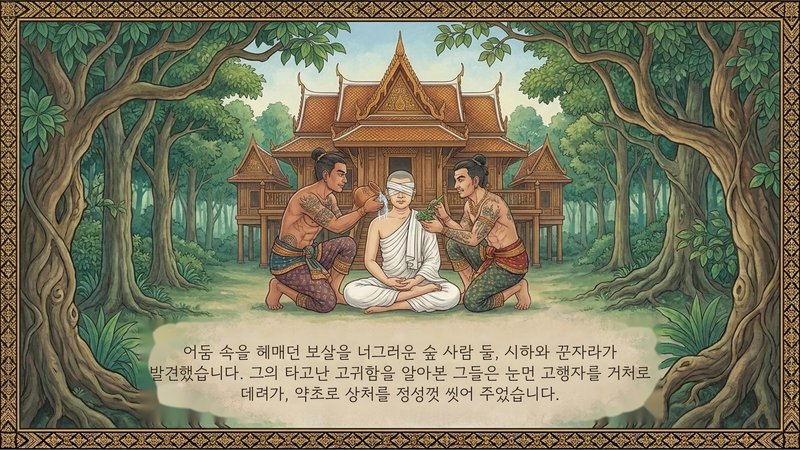 어둠 속을 헤매던 보살을 너그러운 숲 사람 둘, 시하와 꾼자라가
발견했습니다. 그의 타고난 고귀함을 알아본 그들은 눈먼 고행자를 거처로
데려가, 약초로 상처를 정성껏 씻어 주었습니다.